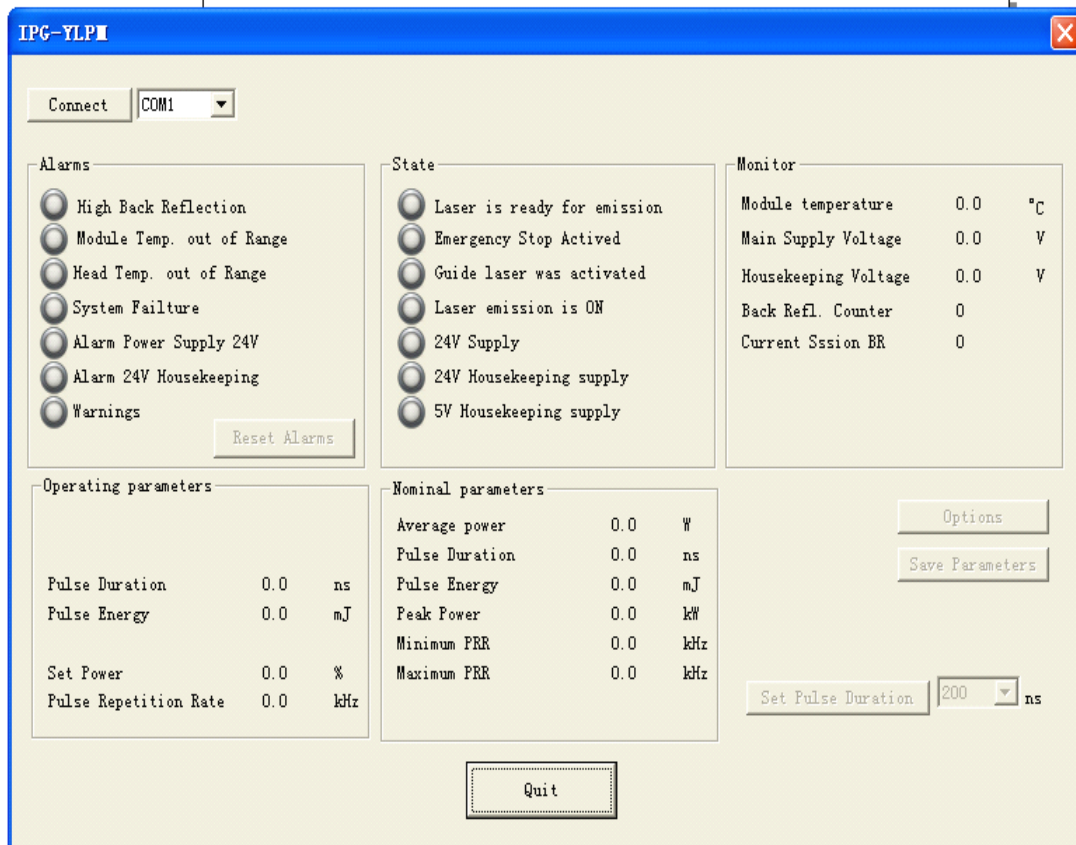 IPG-YLPM
Connect COM1
Alarms
High Back Reflection
Module Temp. out of Range
Head Temp. out of Range
System Failture
Alarm Power Supply 24V
Alarm 24V Housekeeping
Warnings
Reset Alarms
State
Laser is ready for emission
Emergency Stop Actived
Guide laser was activated
Laser emission is ON
24V Supply
24V Housekeeping supply
5V Housekeeping supply
Monitor
Module temperature 0.0 °C
Main Supply Voltage 0.0 V
Housekeeping Voltage 0.0 V
Back Refl. Counter 0
Current Sssion BR 0
Operating parameters
Pulse Duration 0.0 ns
Pulse Energy 0.0 mJ
Set Power 0.0 %
Pulse Repetition Rate 0.0 kHz
Nominal parameters
Average power 0.0 W
Pulse Duration 0.0 ns
Pulse Energy 0.0 mJ
Peak Power 0.0 kW
Minimum PRR 0.0 kHz
Maximum PRR 0.0 kHz
Options
Save Parameters
Set Pulse Duration 200 ns
Quit